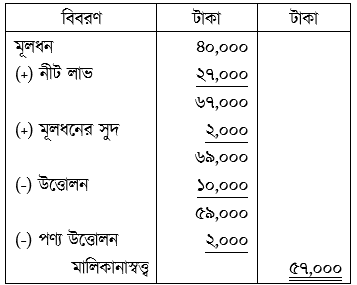 বিবরণ টাকা টাকা
মূলধন ৪০,০০০
(+) নীট লাভ ২৭,০০০
৬৭,০০০
(+) মূলধনের সুদ ২,০০০
৬৯,০০০
(-) উত্তোলন ১০,০০০
৫৯,০০০
(-) পণ্য উত্তোলন ২,০০০
মালিকানাস্বত্ত্ব ৫৭,০০০